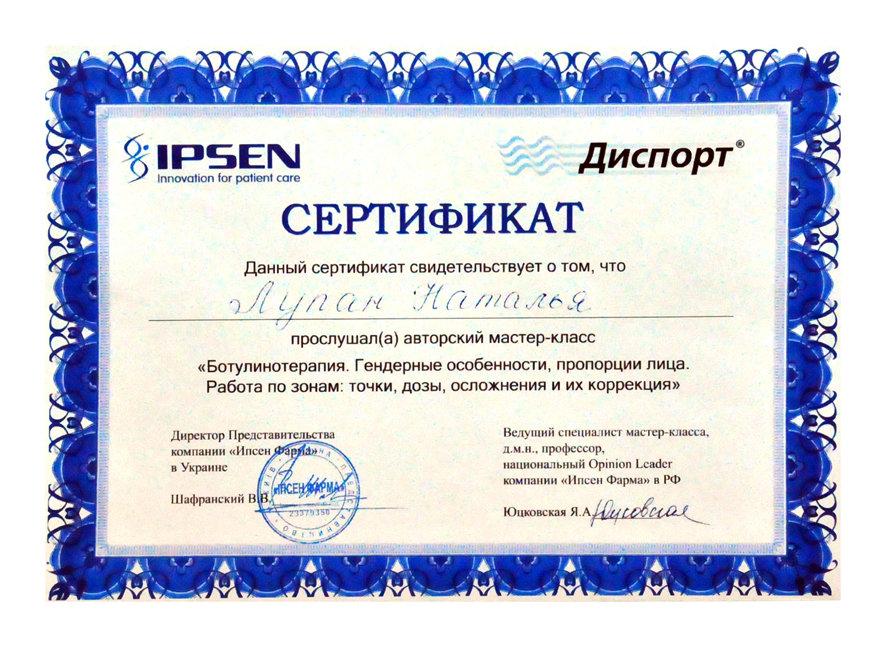 IPSEN
Innovation for patient care
Диспорт®
СЕРТИФИКАТ
Данный сертификат свидетельствует о том, что
Лупан Наталья
прослушал(а) авторский мастер-класс
«Ботулинотерапия. Гендерные особенности, пропорции лица.
Работа по зонам: точки, дозы, осложнения и их коррекция»
Директор Представительства
компании «Ипсен Фарма»
в Украине
Шафранский В.В.
«ІПСЕН ФАРМА»
Ведущий специалист мастер-класса,
д.м.н., профессор,
национальный Opinion Leader
компании «Ипсен Фарма» в РФ
Юцковская Я.А.